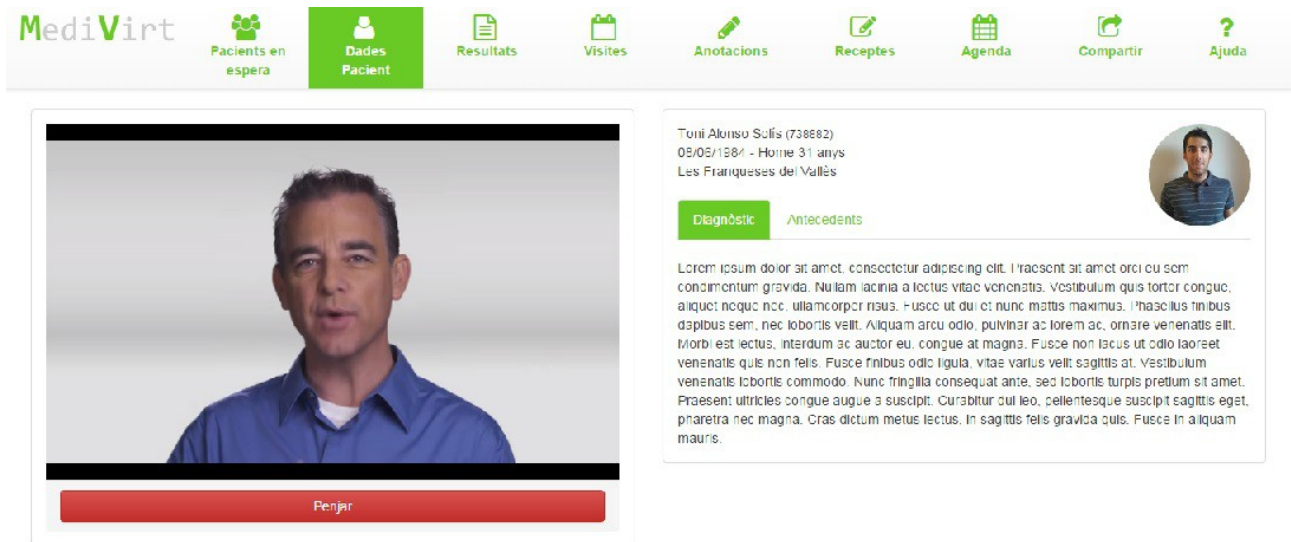 MediVirt
Pacients en
espera
Dades
Pacient
Resultats
Visites
Anotacions
Receptes
Agenda
Compartir
Ajuda
Penjar
Toni Alonso Solís (738882)
08/06/1984 - Home 31 anys
Les Franqueses del Vallès
Diagnòstic
Antecedents
Lorem ipsum dolor sit amet, consectetur adipiscing elit. Praesent sit amet orci eu sem
condimentum gravida. Nullam lacinia a lectus vitae venenatis. Vestibulum quis tortor congue,
aliquet neque nec, ullamcorper risus. Fusce ut dui et nunc mattis maximus. Phasellus finibus
dapibus sem, nec lobortis velit. Aliquam arcu odio, pulvinar ac lorem ac, ornare venenatis elit.
Morbi est lectus, interdum ac auctor eu, congue at magna. Fusce non lacus ut odio laoreet
venenatis quis non felis. Fusce finibus odio ligula, vitae varius velit sagittis at. Vestibulum
venenatis lobortis commodo. Nunc fringilla consequat ante, sed lobortis turpis pretium sit amet.
Praesent ultricies congue augue a suscipit. Curabitur dui leo, pellentesque suscipit sagittis eget,
pharetra nec magna. Cras dictum metus lectus, in sagittis felis gravida quis. Fusce in aliquam
mauris.